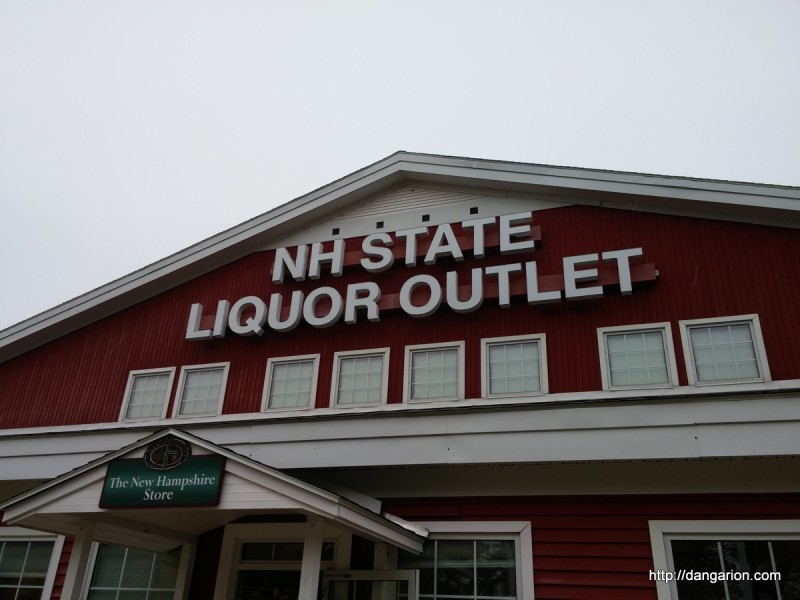 NH STATE
LIQUOR OUTLET
The New Hampshire
Store
http://dangarion.com